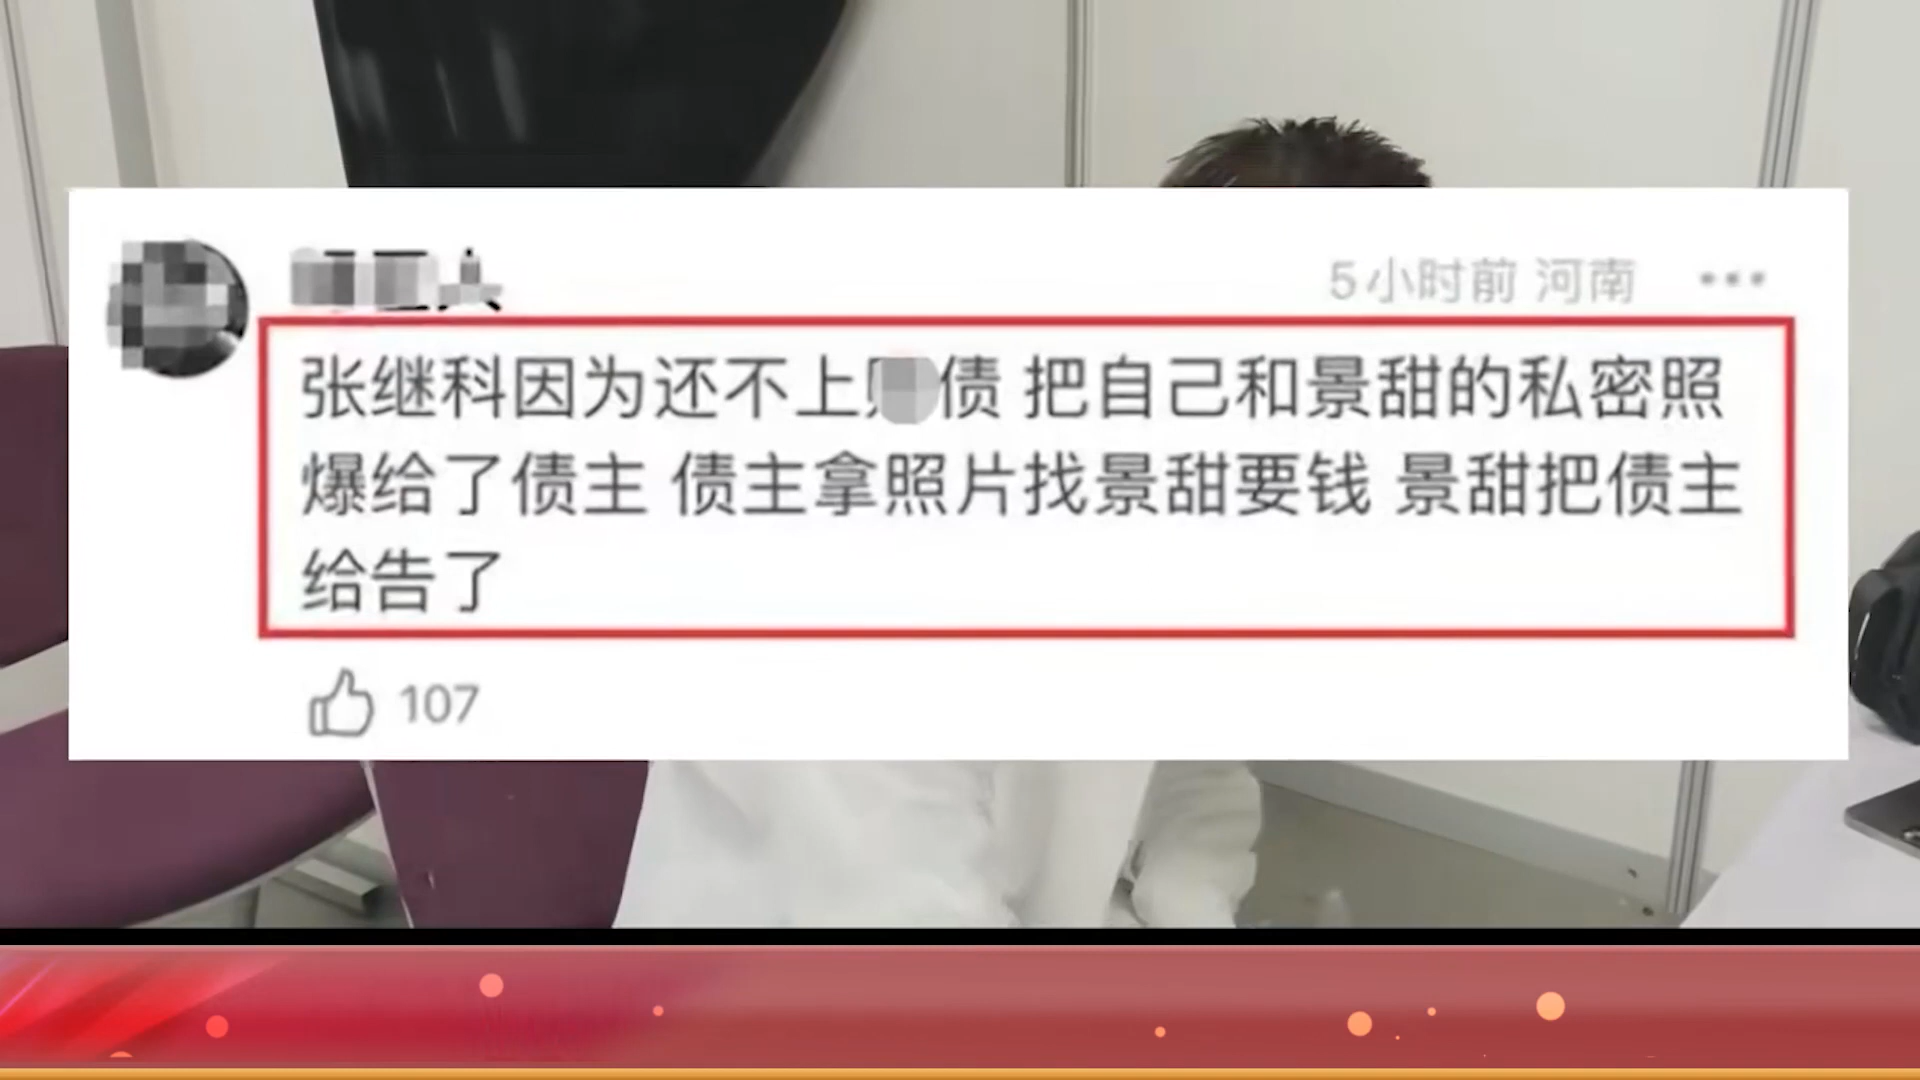 5小时前 河南
张继科因为还不上 债 把自己和景甜的私密照
爆给了债主 债主拿照片找景甜要钱 景甜把债主
给告了
107